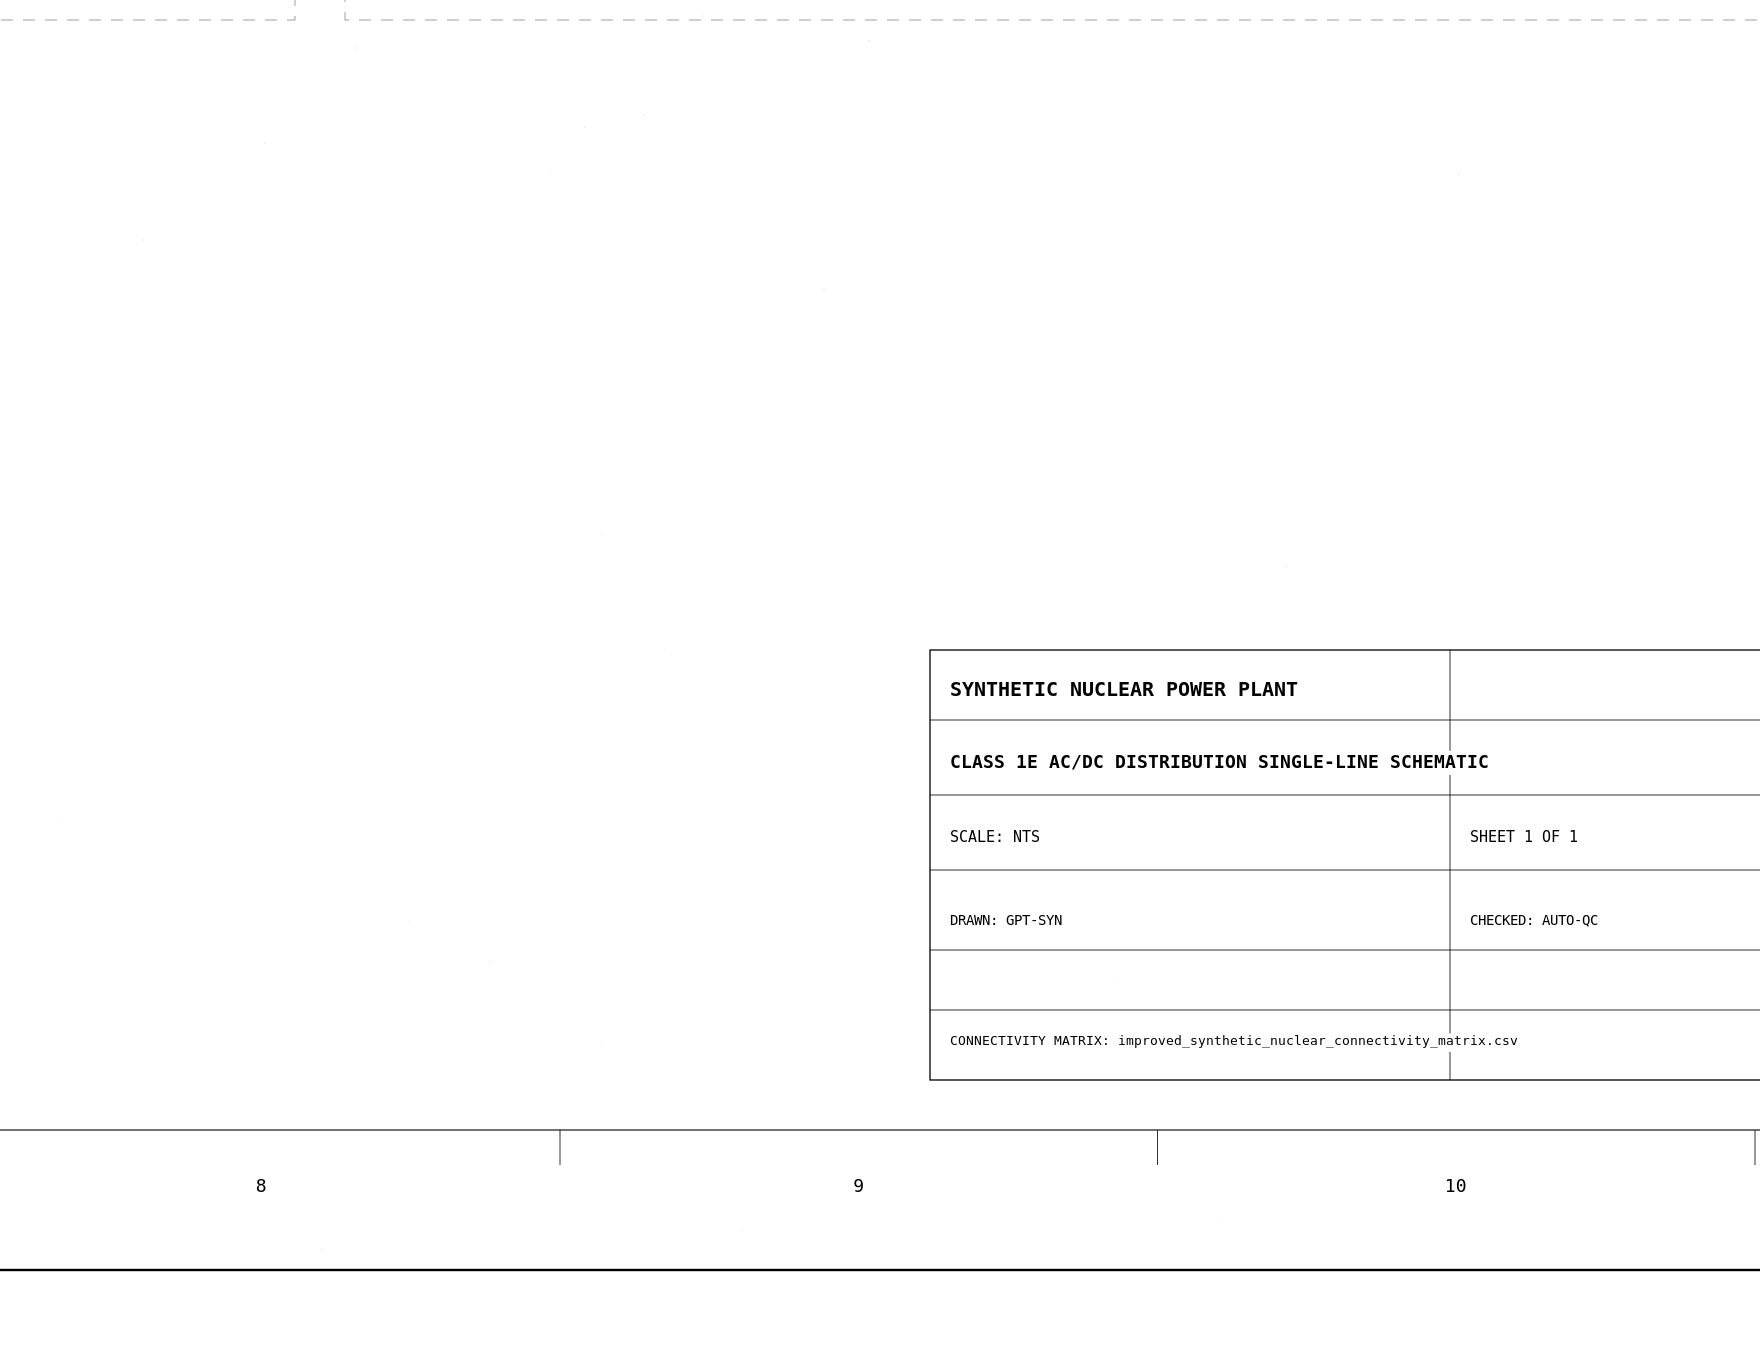 SYNTHETIC NUCLEAR POWER PLANT
CLASS 1E AC/DC DISTRIBUTION SINGLE-LINE SCHEMATIC
SCALE: NTS
SHEET 1 OF 1
DRAWN: GPT-SYN
CHECKED: AUTO-QC
CONNECTIVITY MATRIX: improved_synthetic_nuclear_connectivity_matrix.csv
8
9
10